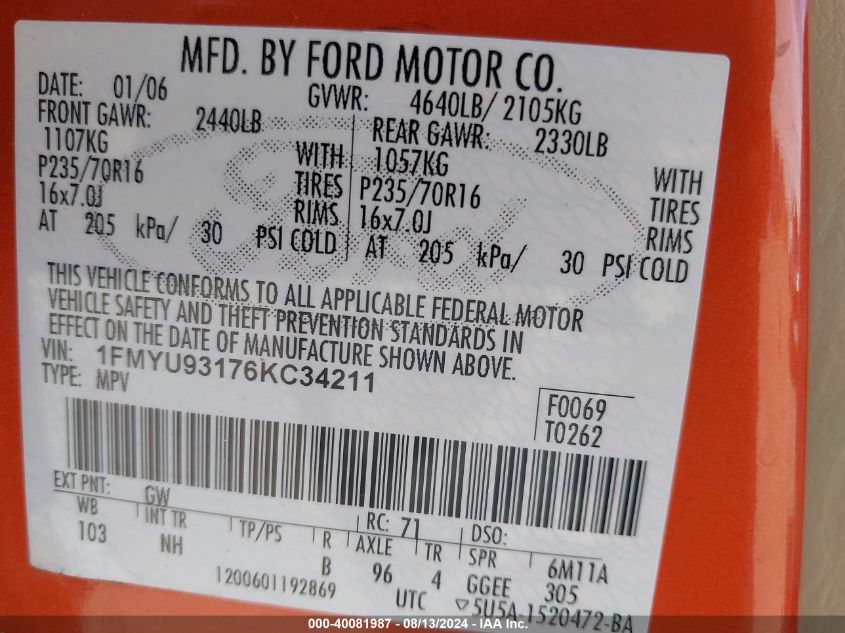 MFD. BY FORD MOTOR CO.
DATE: 01/06 GVWR: 4640LB/ 2105KG
FRONT GAWR: 2440LB REAR GAWR: 2330LB
1107KG WITH 1057KG WITH
P235/70R16 TIRES P235/70R16 TIRES
16x7.0J RIMS 16x7.0J RIMS
AT 205 kPa/ 30 PSI COLD AT 205 kPa/ 30 PSI COLD
Ford
THIS VEHICLE CONFORMS TO ALL APPLICABLE FEDERAL MOTOR
VEHICLE SAFETY AND THEFT PREVENTION STANDARDS IN
EFFECT ON THE DATE OF MANUFACTURE SHOWN ABOVE.
VIN: 1FMYU93176KC34211
TYPE: MPV
F0069
T0262
EXT PNT: GW RC: 71 DSO:
WB INT TR TP/PS R AXLE TR SPR 6M11A
103 NH B 96 4 GGEE 305
1200601192869 UTC ▽5U5A-1520472-BA
000-40081987 - 08/13/2024 - IAA Inc.